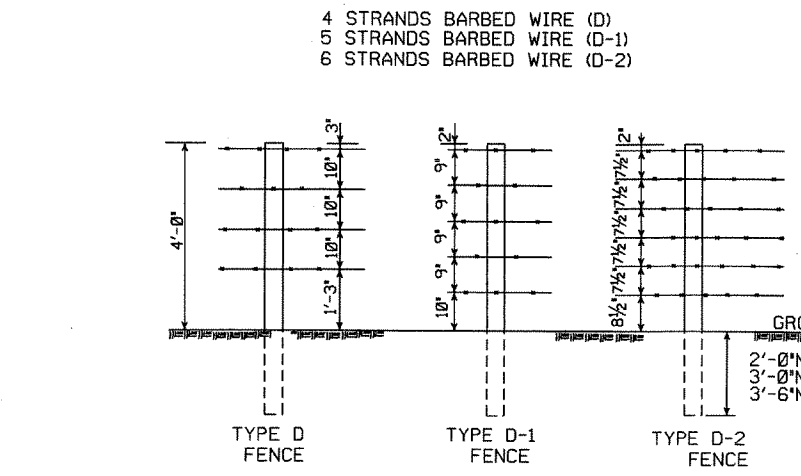 4 STRANDS BARBED WIRE (D)
5 STRANDS BARBED WIRE (D-1)
6 STRANDS BARBED WIRE (D-2)
4'-0"
3"
10"
10"
10"
1'-3"
2"
9"
9"
9"
9"
10"
2"
7½"
7½"
7½"
7½"
7½"
8½"
GRO
2'-0"M
3'-0"M
3'-6"M
TYPE D
FENCE
TYPE D-1
FENCE
TYPE D-2
FENCE